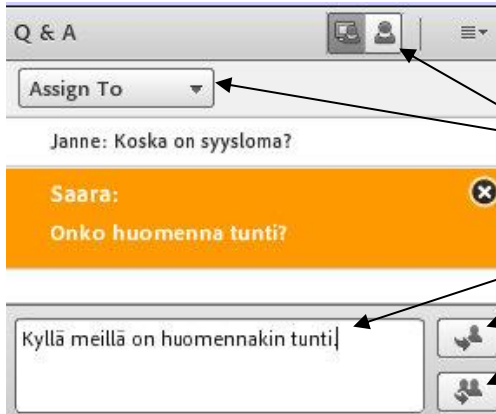 Q & A
Assign To
Janne: Koska on syysloma?
Saara:
Onko huomenna tunti?
Kyllä meillä on huomennakin tunti.